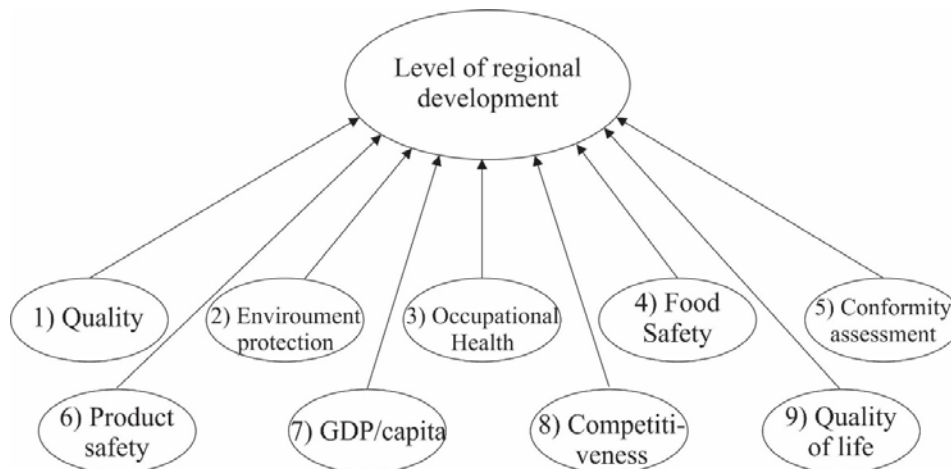 Level of regional
development
1) Quality
2) Enviroument
protection
3) Occupational
Health
4) Food
Safety
5) Conformity
assessment
6) Product
safety
7) GDP/capita
8) Competiti-
veness
9) Quality
of life